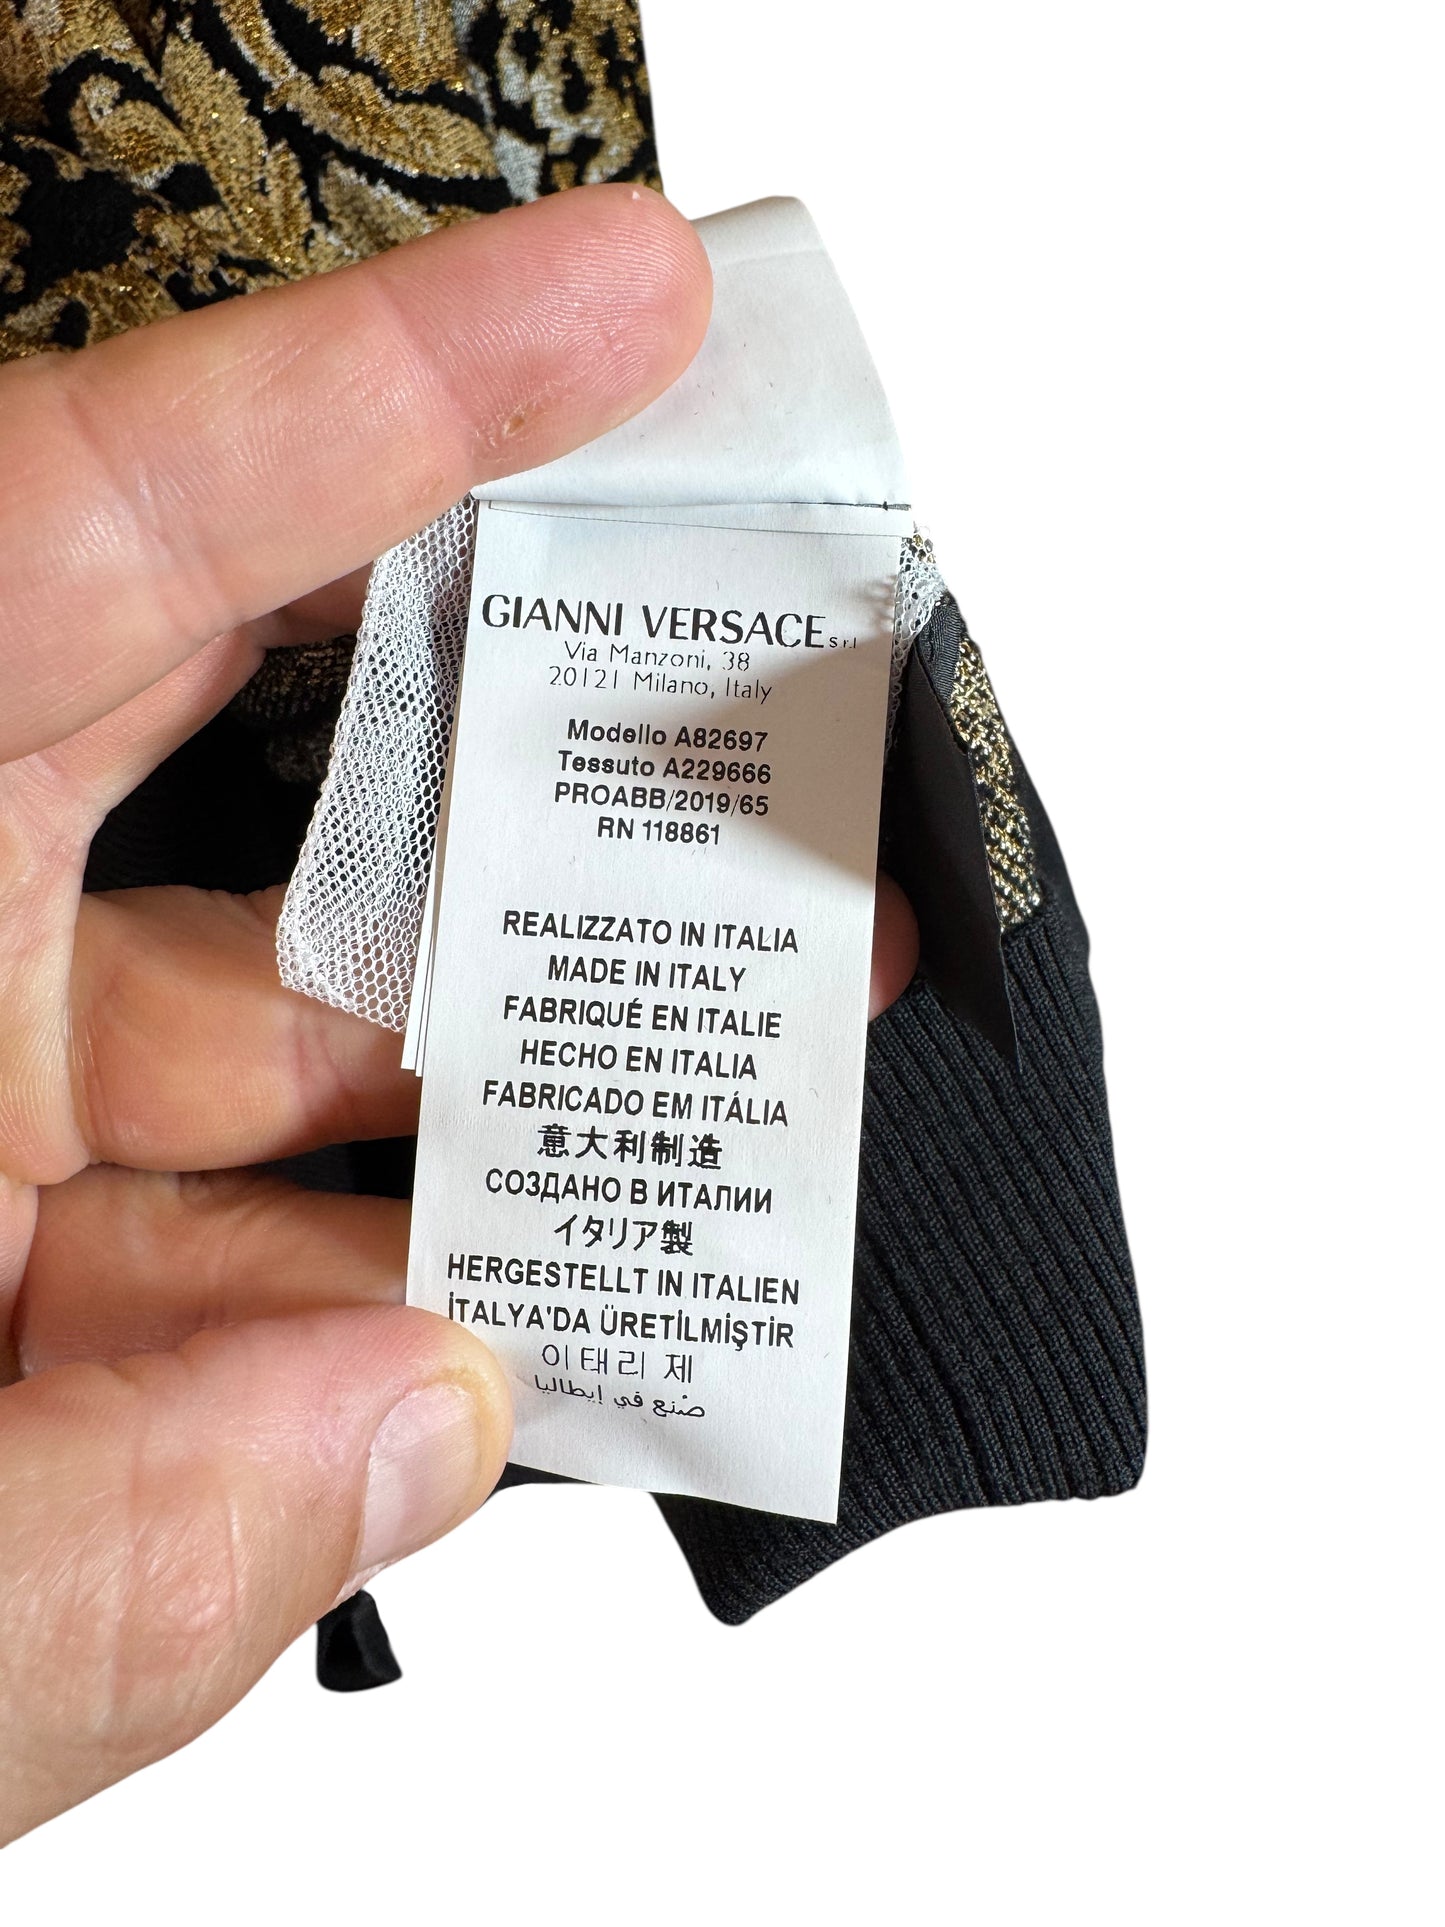 GIANNI VERSACE s.r.l
Via Manzoni, 38
20121 Milano, Italy
Modello A82697
Tessuto A229666
PROABB/2019/65
RN 118861
REALIZZATO IN ITALIA
MADE IN ITALY
FABRIQUÉ EN ITALIE
HECHO EN ITALIA
FABRICADO EM ITÁLIA
意大利制造
СОЗДАНО В ИТАЛИИ
イタリア製
HERGESTELLT IN ITALIEN
İTALYA'DA ÜRETİLMİŞTİR
이태리 제
صُنع في إيطاليا